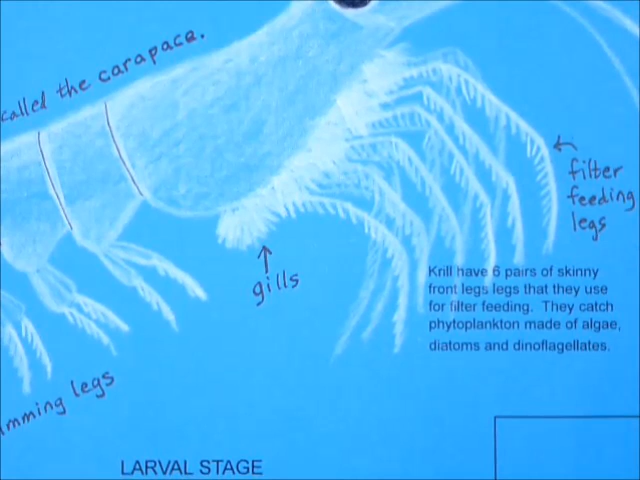 called the carapace.
filter
feeding
legs
gills
Krill have 6 pairs of skinny
front legs legs that they use
for filter feeding. They catch
phytoplankton made of algae,
diatoms and dinoflagellates.
legs
LARVAL STAGE